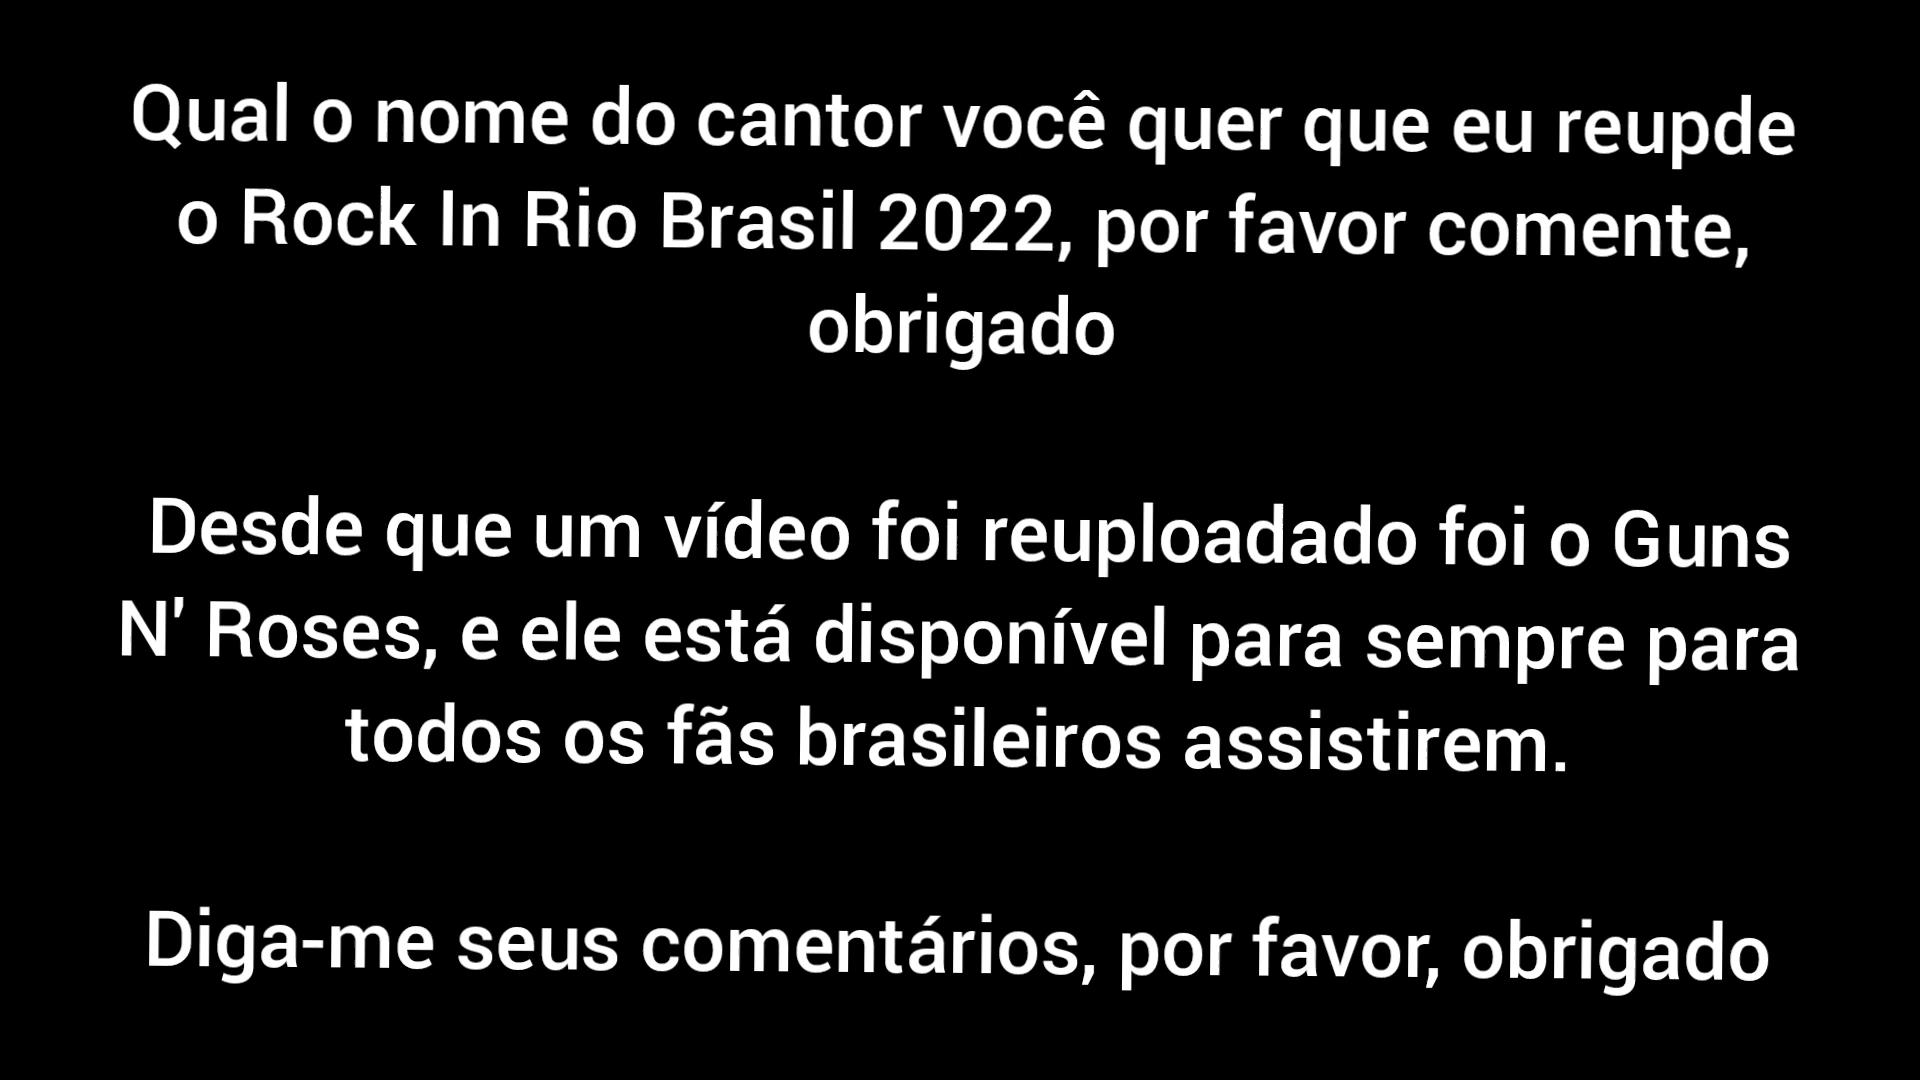 Qual o nome do cantor você quer que eu reupde
o Rock In Rio Brasil 2022, por favor comente,
obrigado
Desde que um vídeo foi reuploadado foi o Guns
N' Roses, e ele está disponível para sempre para
todos os fãs brasileiros assistirem.
Diga-me seus comentários, por favor, obrigado